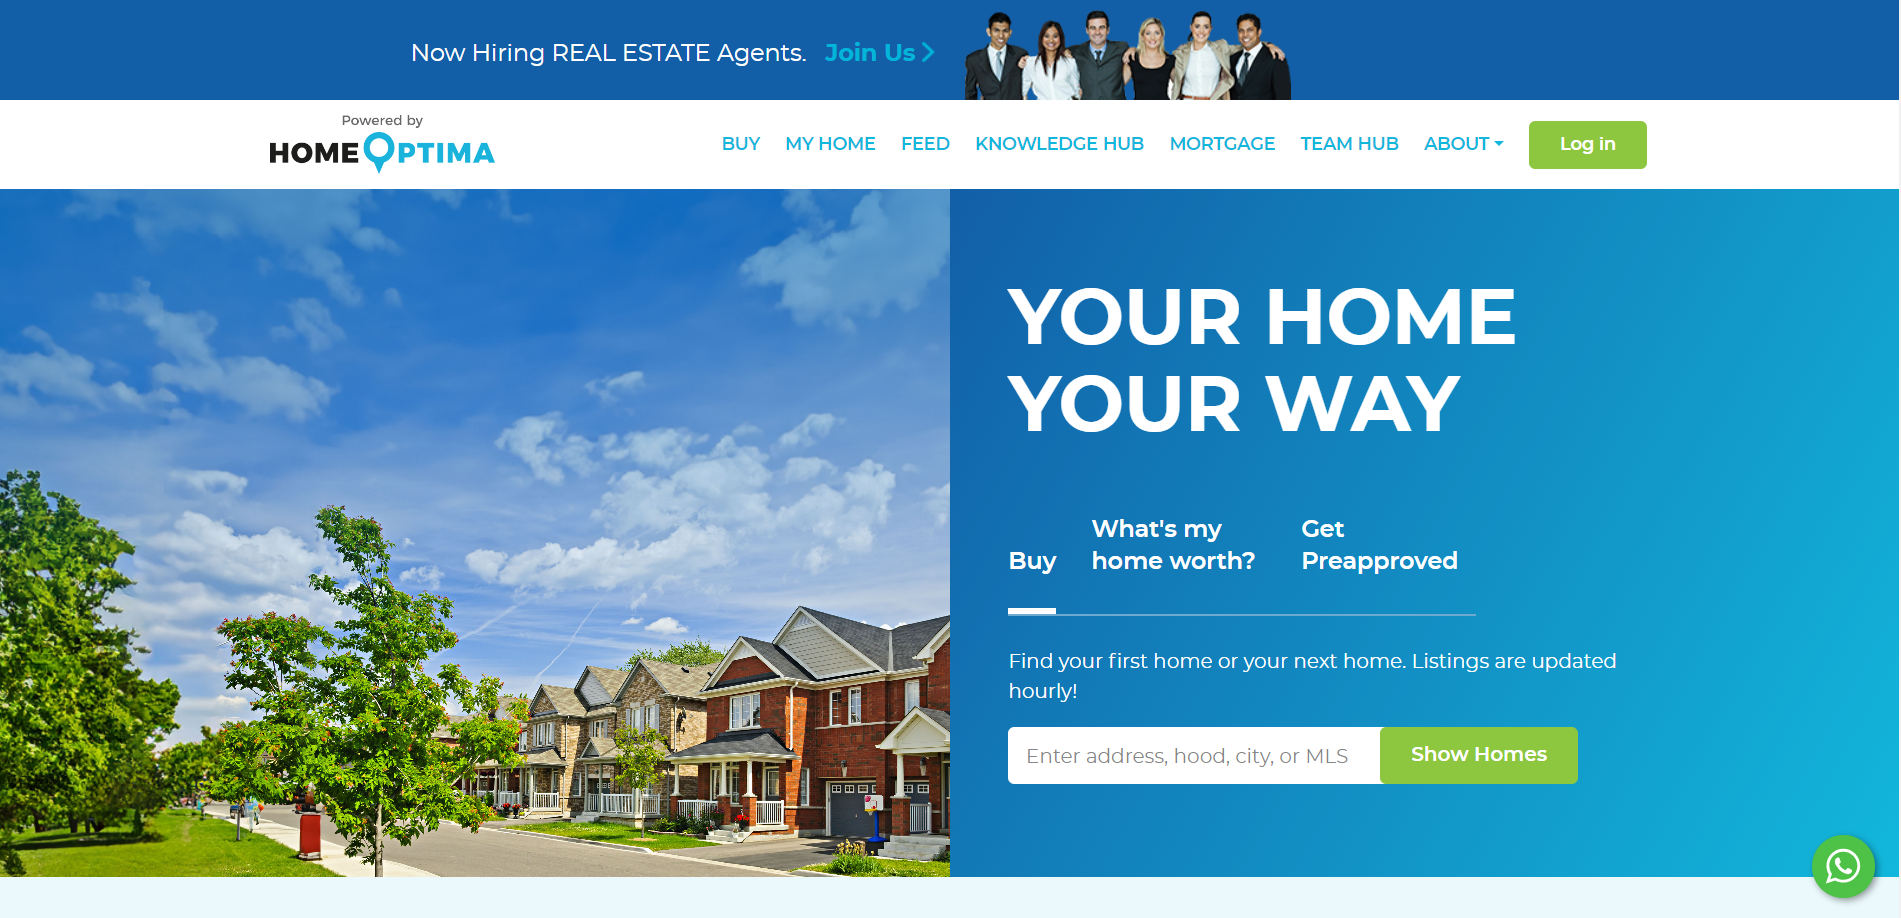 Now Hiring REAL ESTATE Agents. Join Us
Powered by
HOMEOPTIMA
BUY MY HOME FEED KNOWLEDGE HUB MORTGAGE TEAM HUB ABOUT Log in
YOUR HOME
YOUR WAY
Buy
What's my
home worth?
Get
Preapproved
Find your first home or your next home. Listings are updated
hourly!
Enter address, hood, city, or MLS
Show Homes